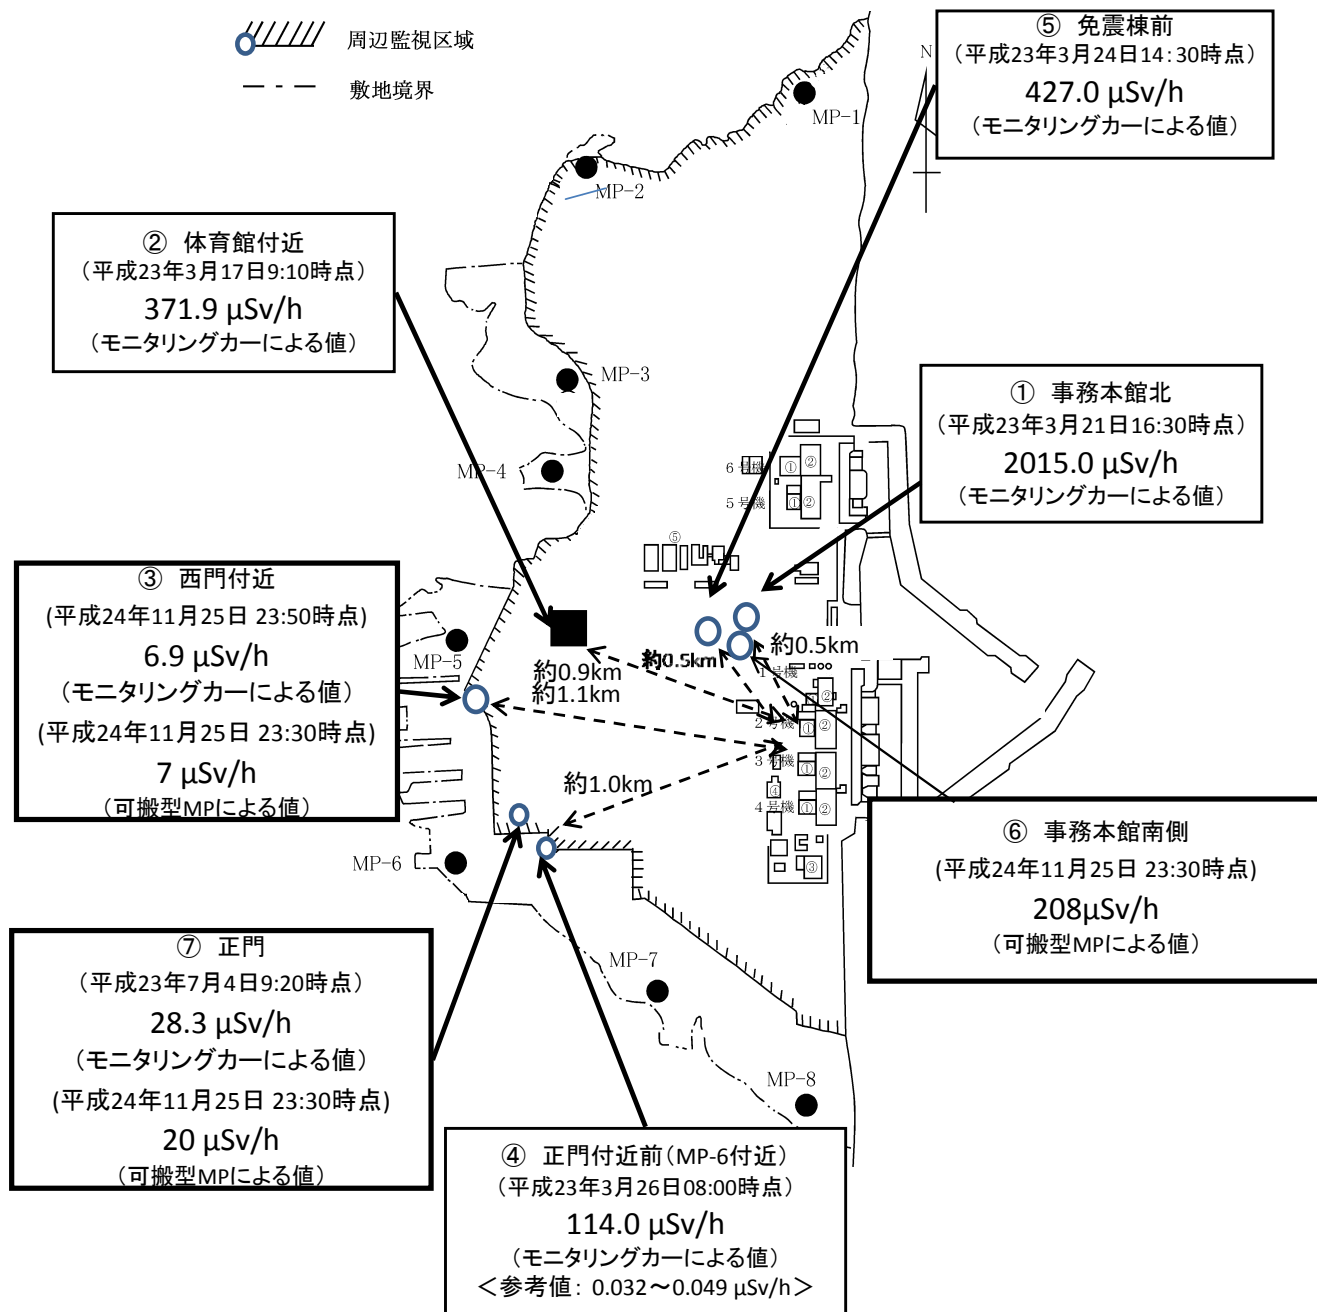 周辺監視区域
敷地境界
⑤ 免震棟前
(平成23年3月24日14:30時点)
427.0 μSv/h
(モニタリングカーによる値)
N
MP-1
MP-2
② 体育館付近
(平成23年3月17日9:10時点)
371.9 μSv/h
(モニタリングカーによる値)
MP-3
MP-4
① 事務本館北
(平成23年3月21日16:30時点)
2015.0 μSv/h
(モニタリングカーによる値)
6号機
① ②
5号機
① ②
⑤
③ 西門付近
(平成24年11月25日 23:50時点)
6.9 μSv/h
(モニタリングカーによる値)
(平成24年11月25日 23:30時点)
7 μSv/h
(可搬型MPによる値)
MP-5
約0.9km
約1.1km
約0.5km
約0.5km
1号機
②
2号機
① ②
3号機
① ②
④
4号機
① ②
③
約1.0km
MP-6
⑥ 事務本館南側
(平成24年11月25日 23:30時点)
208μSv/h
(可搬型MPによる値)
⑦ 正門
(平成23年7月4日9:20時点)
28.3 μSv/h
(モニタリングカーによる値)
(平成24年11月25日 23:30時点)
20 μSv/h
(可搬型MPによる値)
MP-7
MP-8
④ 正門付近前(MP-6付近)
(平成23年3月26日08:00時点)
114.0 μSv/h
(モニタリングカーによる値)
<参考値: 0.032~0.049 μSv/h>